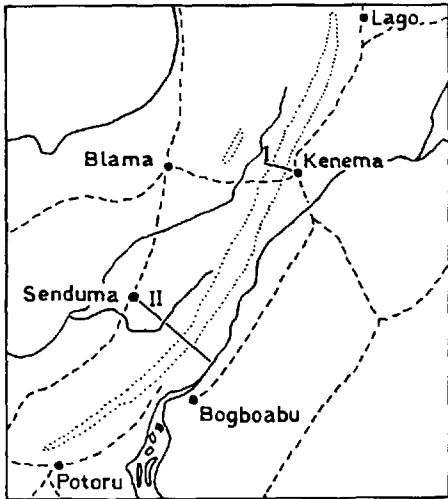 Lago
Blama
I
Kenema
Senduma
II
Bogboabu
Potoru